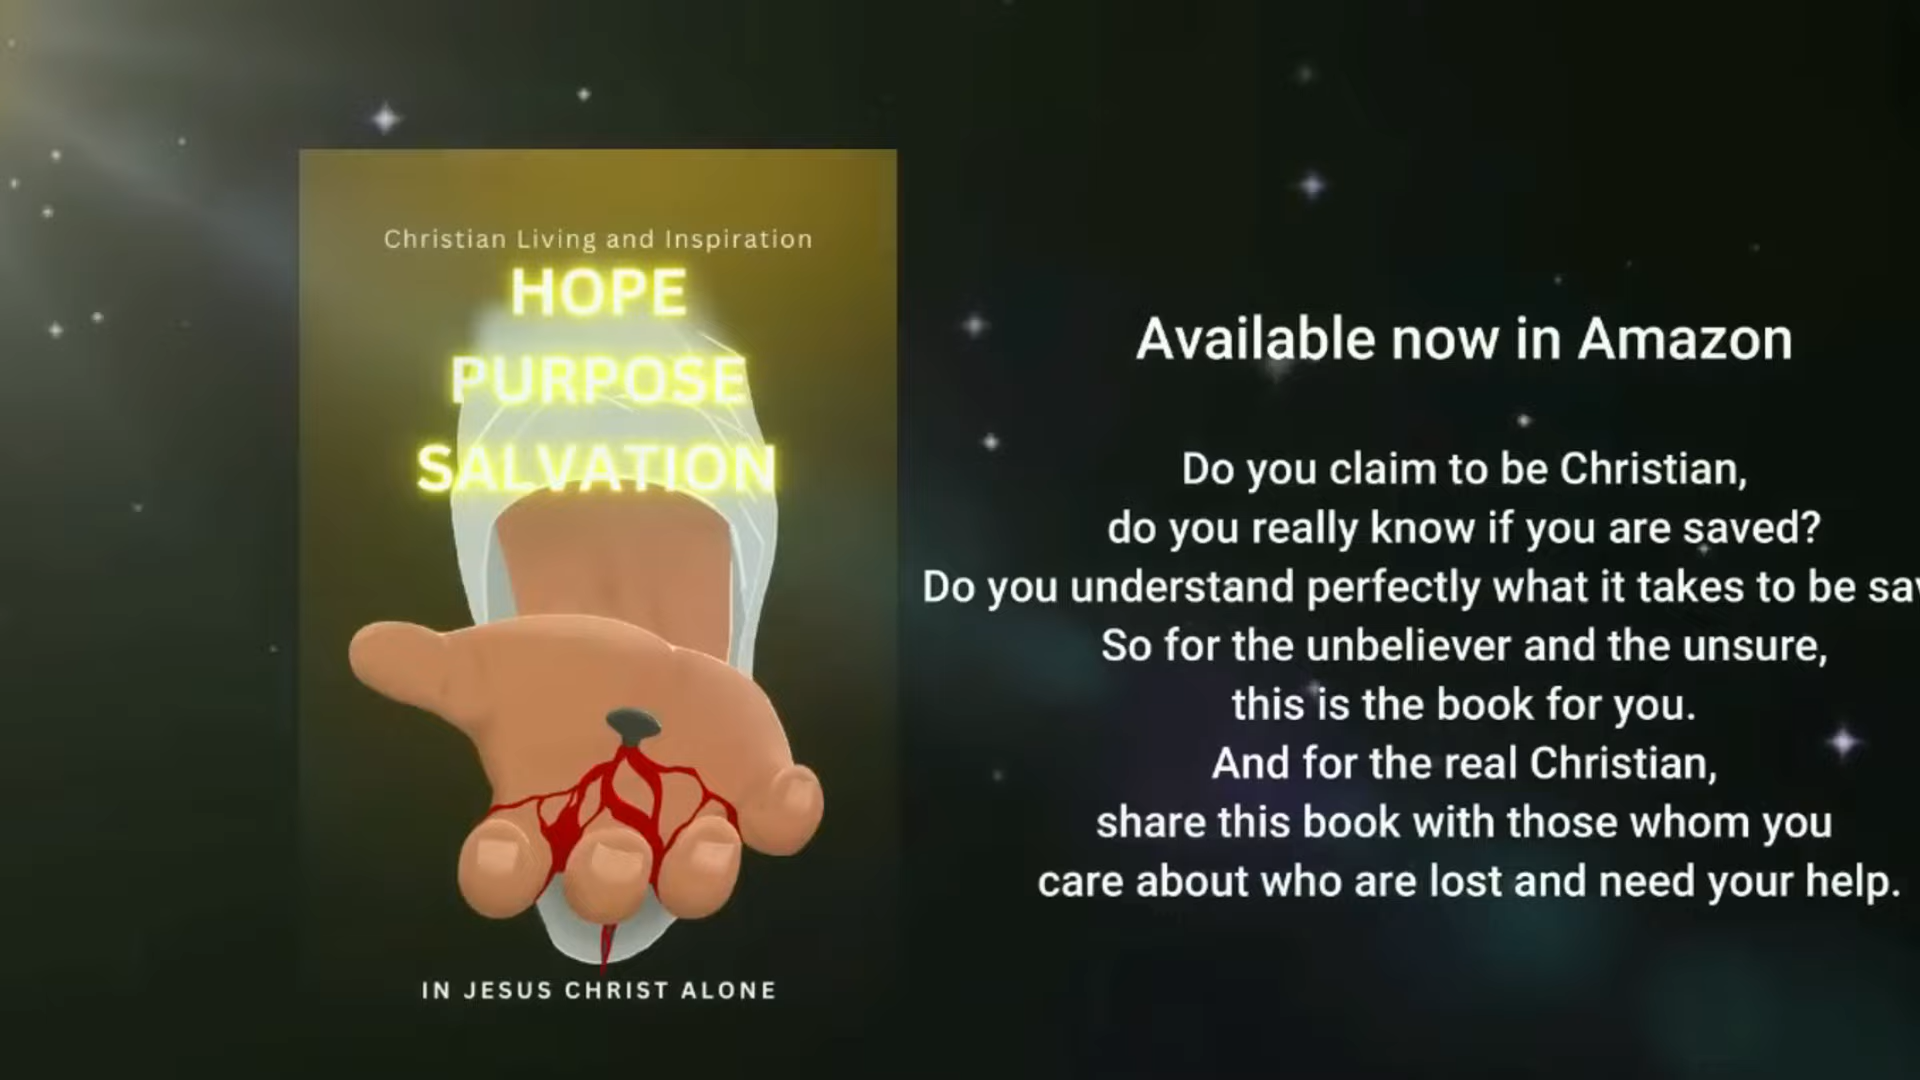 Christian Living and Inspiration
HOPE
PURPOSE
SALVATION
IN JESUS CHRIST ALONE
Available now in Amazon
Do you claim to be Christian,
do you really know if you are saved?
Do you understand perfectly what it takes to be
So for the unbeliever and the unsure,
this is the book for you.
And for the real Christian,
share this book with those whom you
care about who are lost and need your help.